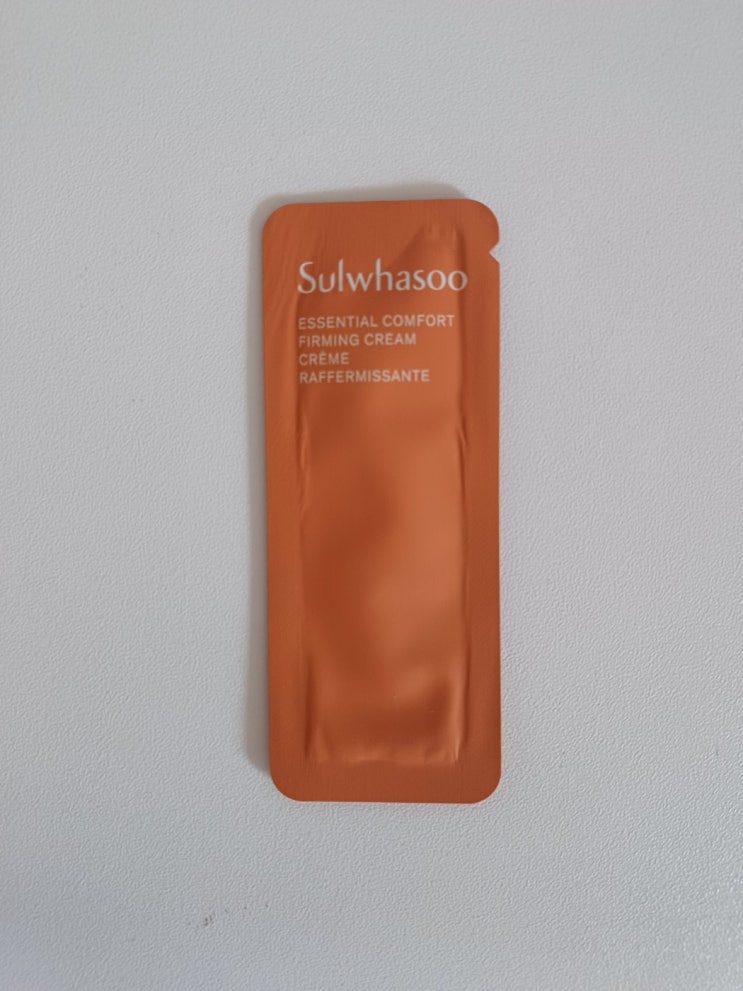 Sulwhasoo
ESSENTIAL COMFORT
FIRMING CREAM
CRÈME
RAFFERMISSANTE